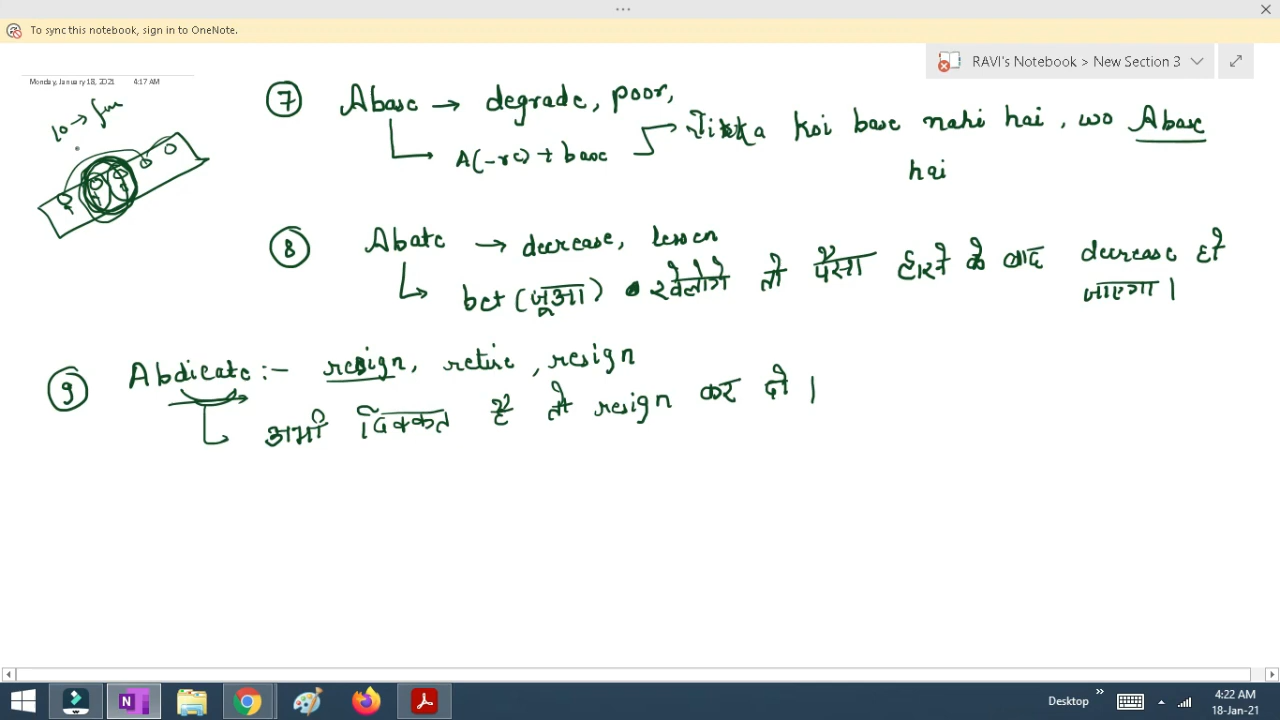 To sync this notebook, sign in to OneNote.
RAVI's Notebook > New Section 3
Monday, January 18, 2021 4:17 AM
10 →
7 Abase → degrade, poor,
A(-ve) + base
Jiska koi base nahi hai, wo Abase
hai
8 Abate → decrease, lessen
bet (जूआ) खेलोगे तो पैसा हारने के बाद decrease हो
जाएगा।
9 Abdicate :- resign, retire, resign
अभी दिक्कत है तो resign कर दो।
Desktop
4:22 AM
18-Jan-21